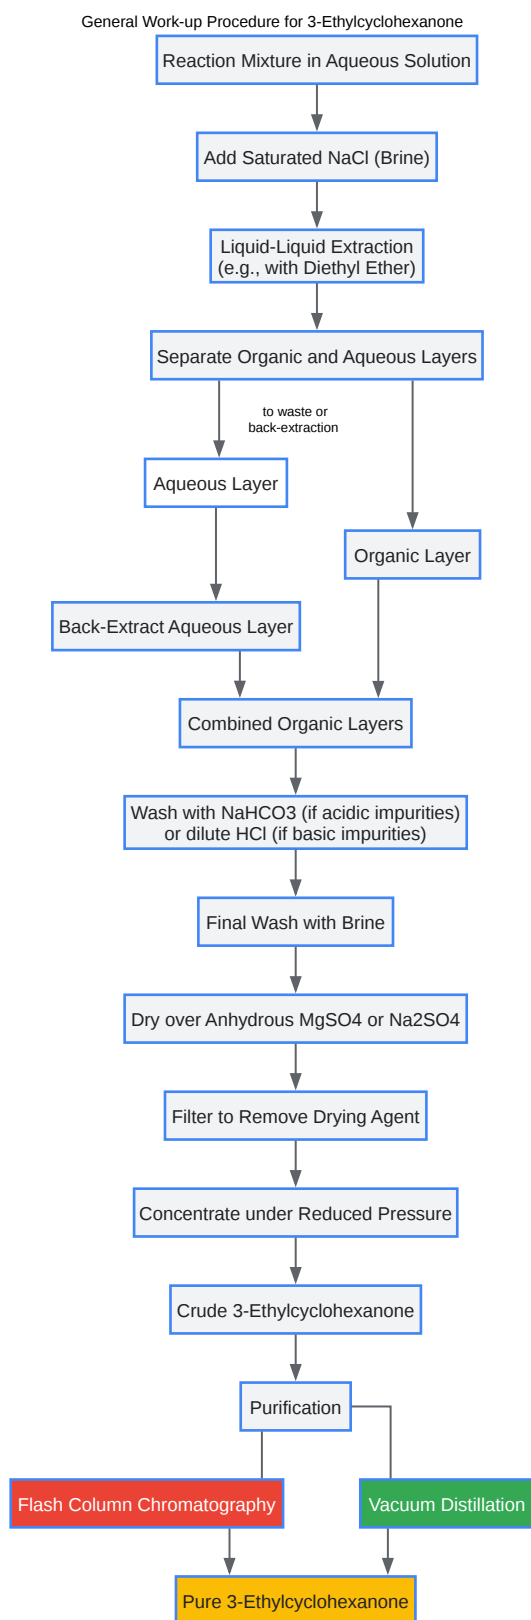 General Work-up Procedure for 3-Ethylcyclohexanone
Reaction Mixture in Aqueous Solution
Add Saturated NaCl (Brine)
Liquid-Liquid Extraction
(e.g., with Diethyl Ether)
Separate Organic and Aqueous Layers
to waste or
back-extraction
Aqueous Layer
Organic Layer
Back-Extract Aqueous Layer
Combined Organic Layers
Wash with NaHCO3 (if acidic impurities)
or dilute HCl (if basic impurities)
Final Wash with Brine
Dry over Anhydrous MgSO4 or Na2SO4
Filter to Remove Drying Agent
Concentrate under Reduced Pressure
Crude 3-Ethylcyclohexanone
Purification
Flash Column Chromatography
Vacuum Distillation
Pure 3-Ethylcyclohexanone